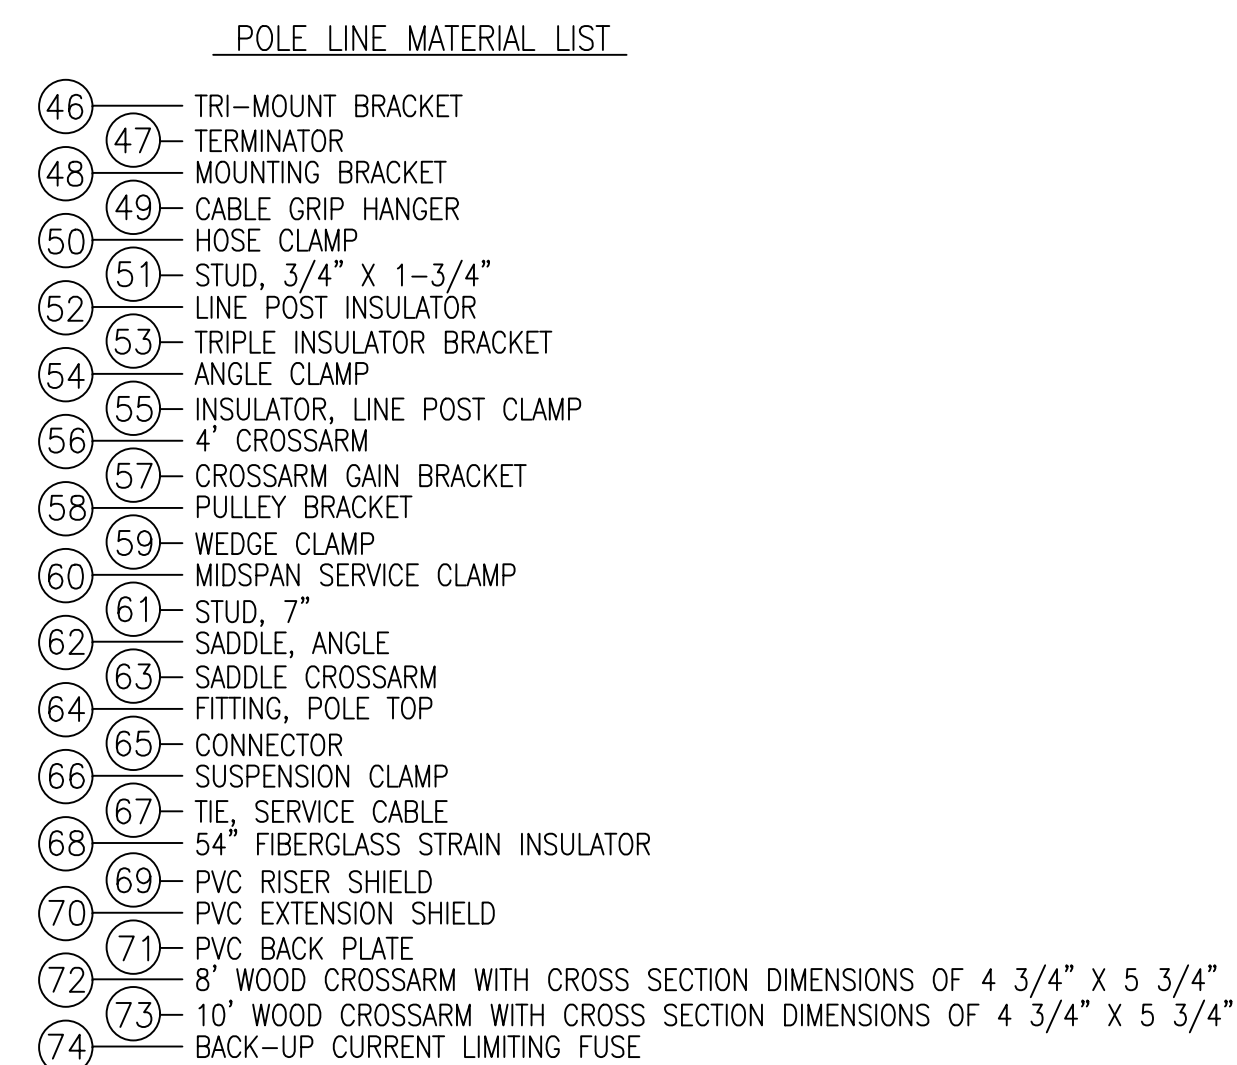 POLE LINE MATERIAL LIST
46 TRI-MOUNT BRACKET
47 TERMINATOR
48 MOUNTING BRACKET
49 CABLE GRIP HANGER
50 HOSE CLAMP
51 STUD, 3/4" X 1-3/4"
52 LINE POST INSULATOR
53 TRIPLE INSULATOR BRACKET
54 ANGLE CLAMP
55 INSULATOR, LINE POST CLAMP
56 4' CROSSARM
57 CROSSARM GAIN BRACKET
58 PULLEY BRACKET
59 WEDGE CLAMP
60 MIDSPAN SERVICE CLAMP
61 STUD, 7"
62 SADDLE, ANGLE
63 SADDLE CROSSARM
64 FITTING, POLE TOP
65 CONNECTOR
66 SUSPENSION CLAMP
67 TIE, SERVICE CABLE
68 54" FIBERGLASS STRAIN INSULATOR
69 PVC RISER SHIELD
70 PVC EXTENSION SHIELD
71 PVC BACK PLATE
72 8' WOOD CROSSARM WITH CROSS SECTION DIMENSIONS OF 4 3/4" X 5 3/4"
73 10' WOOD CROSSARM WITH CROSS SECTION DIMENSIONS OF 4 3/4" X 5 3/4"
74 BACK-UP CURRENT LIMITING FUSE